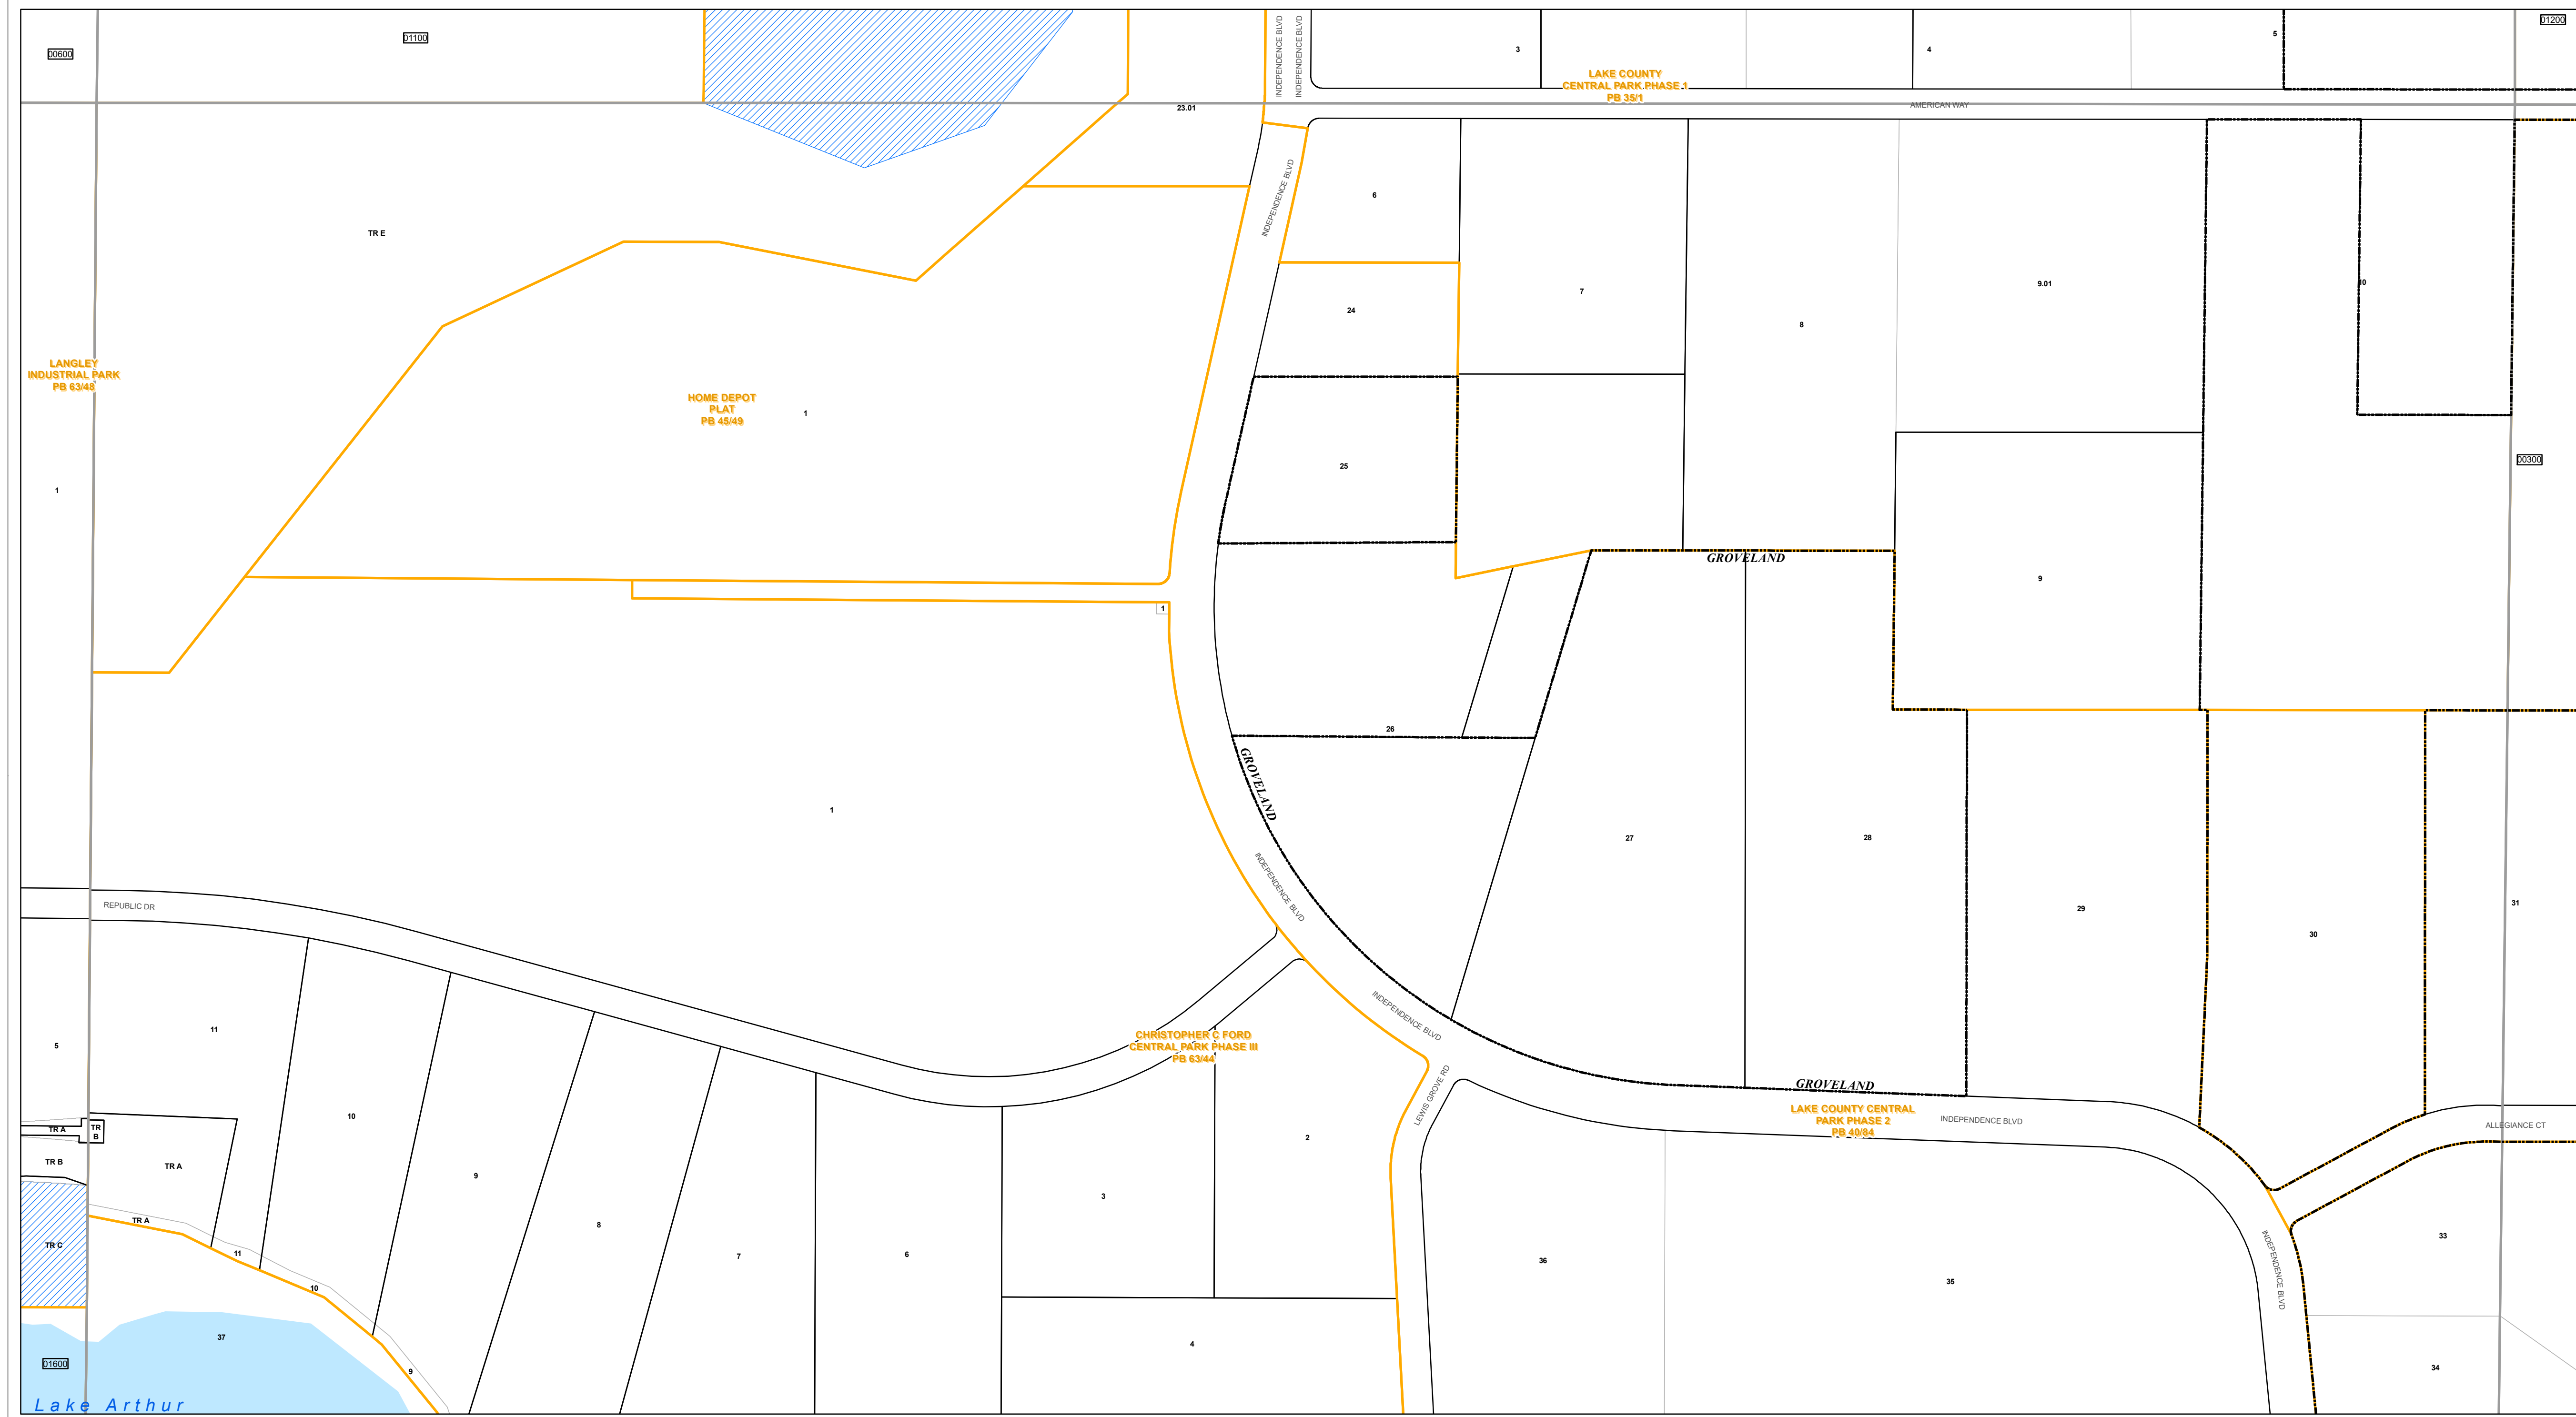 00600
01100
INDEPENDENCE BLVD
INDEPENDENCE BLVD
3
4
5
01200
LAKE COUNTY
CENTRAL PARK PHASE 1
PB 35/1
23.01
AMERICAN WAY
TR E
INDEPENDENCE BLVD
6
7
8
9.01
10
24
LANGLEY
INDUSTRIAL PARK
PB 63/48
HOME DEPOT
PLAT
PB 45/49
1
25
00300
1
GROVELAND
9
1
26
GROVELAND
1
27
28
29
30
31
INDEPENDENCE BLVD
REPUBLIC DR
INDEPENDENCE BLVD
11
5
10
CHRISTOPHER C FORD
CENTRAL PARK PHASE III
PB 63/44
LEWIS GROVE RD
GROVELAND
LAKE COUNTY CENTRAL
PARK PHASE 2
PB 40/84
INDEPENDENCE BLVD
ALLEGIANCE CT
TR A
TR
B
TR B
TR A
9
2
3
8
TR A
TR C
11
7
6
36
35
33
INDEPENDENCE BLVD
10
37
4
34
01600
9
Lake Arthur